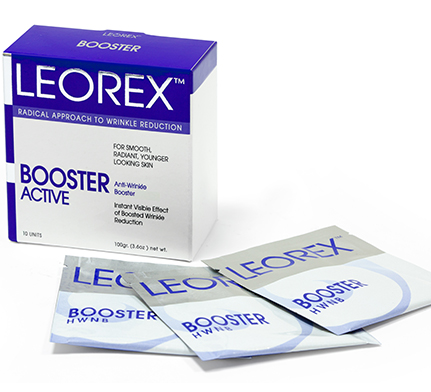 LEOREX
BOOSTER
LEOREX™
RADICAL APPROACH TO WRINKLE REDUCTION
FOR SMOOTH,
RADIANT, YOUNGER
LOOKING SKIN
BOOSTER
ACTIVE
Anti-Wrinkle
Booster
Instant Visible Effect
of Boosted Wrinkle
Reduction
10 UNITS
100gr. (3.6oz) net wt.
LEOREX
BOOSTER
HWNB
LEOREX
BOOSTER
HWNB
LEOREX™
BOOSTER
HWNB